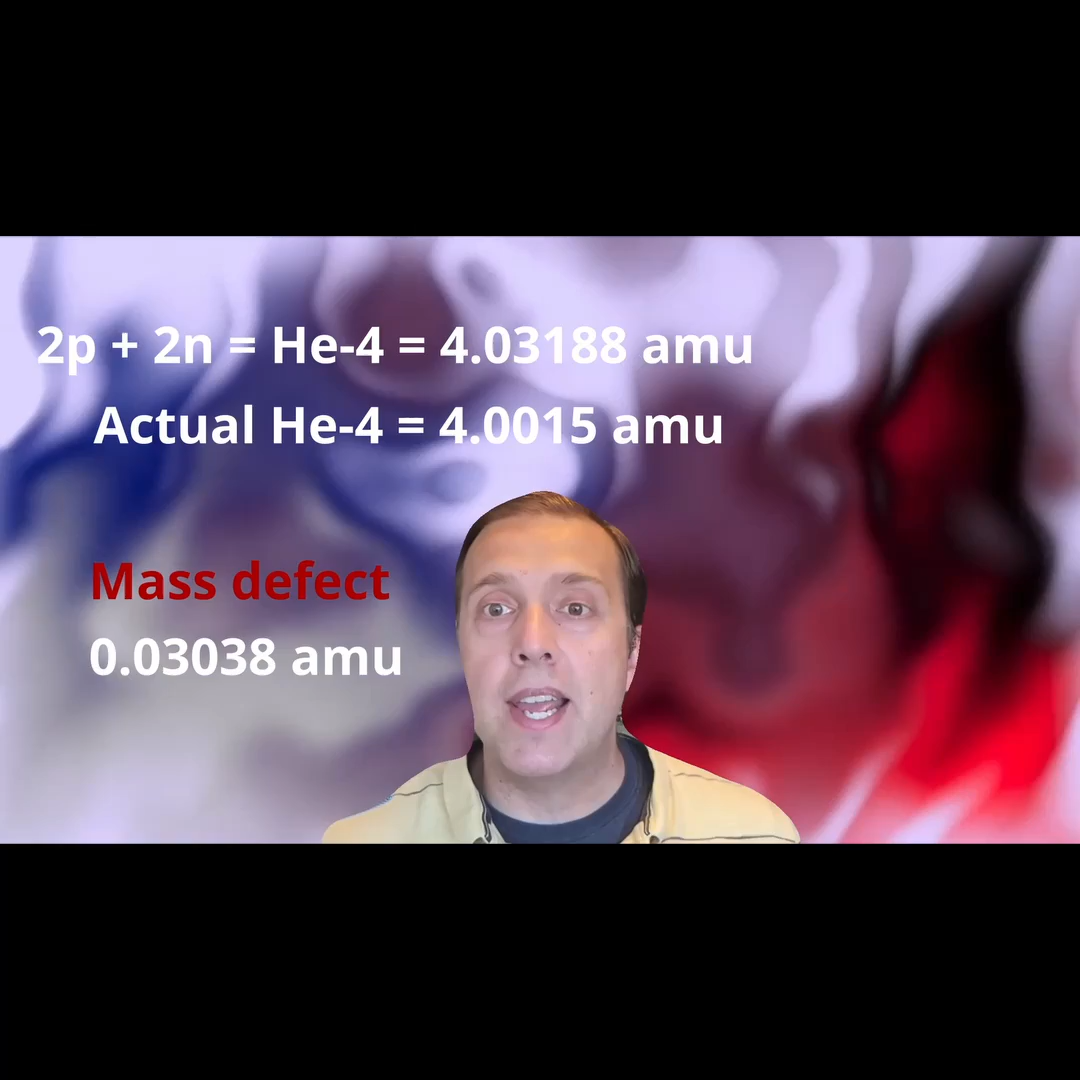 2p + 2n = He-4 = 4.03188 amu
Actual He-4 = 4.0015 amu
Mass defect
0.03038 amu